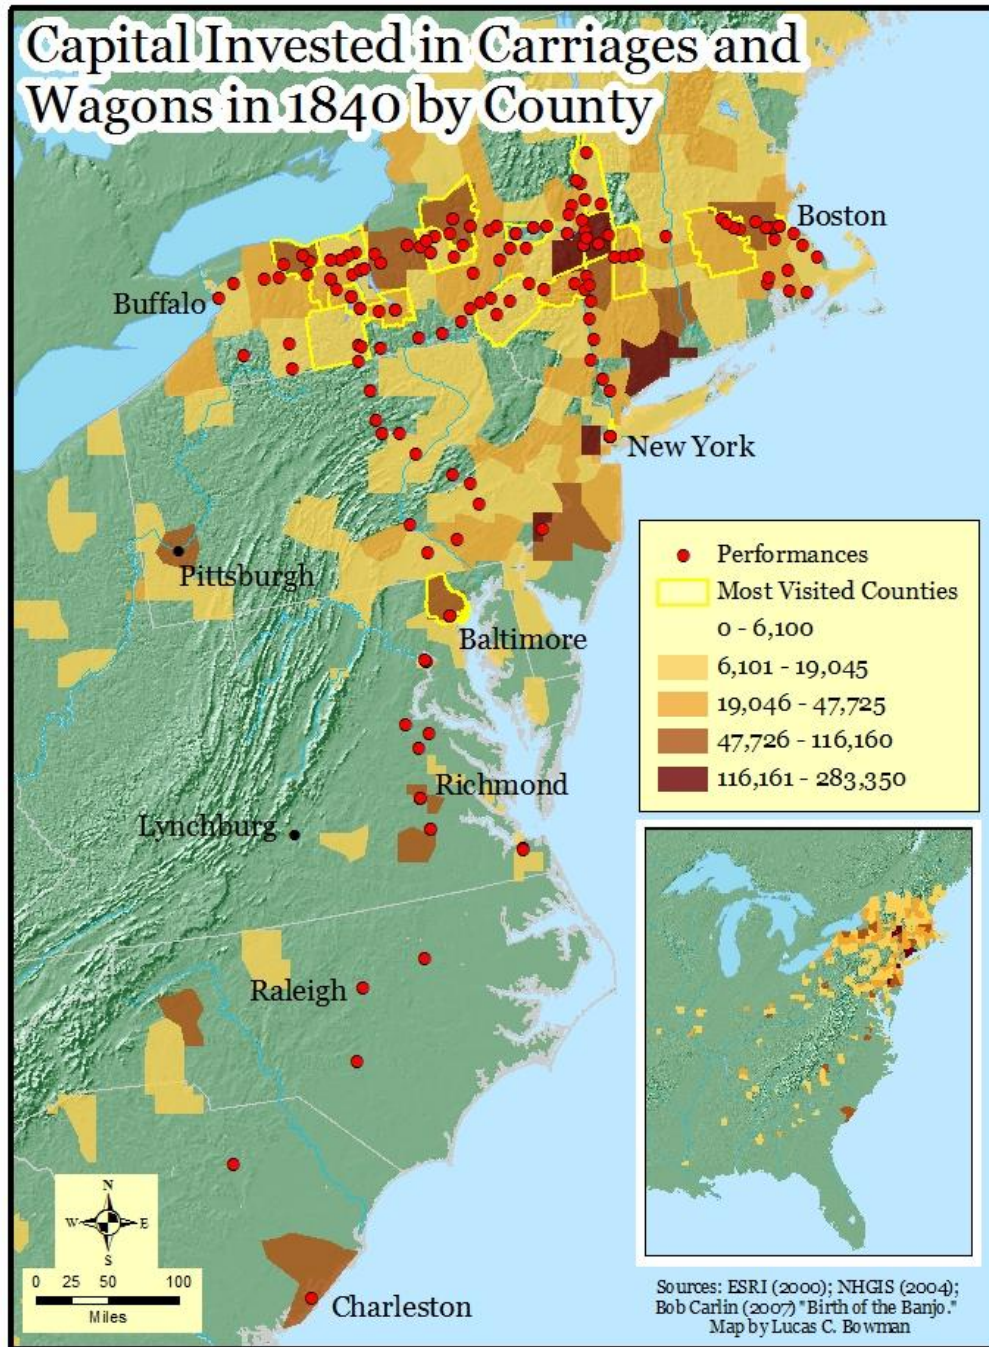 Capital Invested in Carriages and
Wagons in 1840 by County
Boston
Buffalo
New York
Pittsburgh
Baltimore
Richmond
Lynchburg
Raleigh
Charleston
Performances
Most Visited Counties
0 - 6,100
6,101 - 19,045
19,046 - 47,725
47,726 - 116,160
116,161 - 283,350
N
W E
S
0 25 50 100
Miles
Sources: ESRI (2000); NHGIS (2004);
Bob Carlin (2007) "Birth of the Banjo."
Map by Lucas C. Bowman